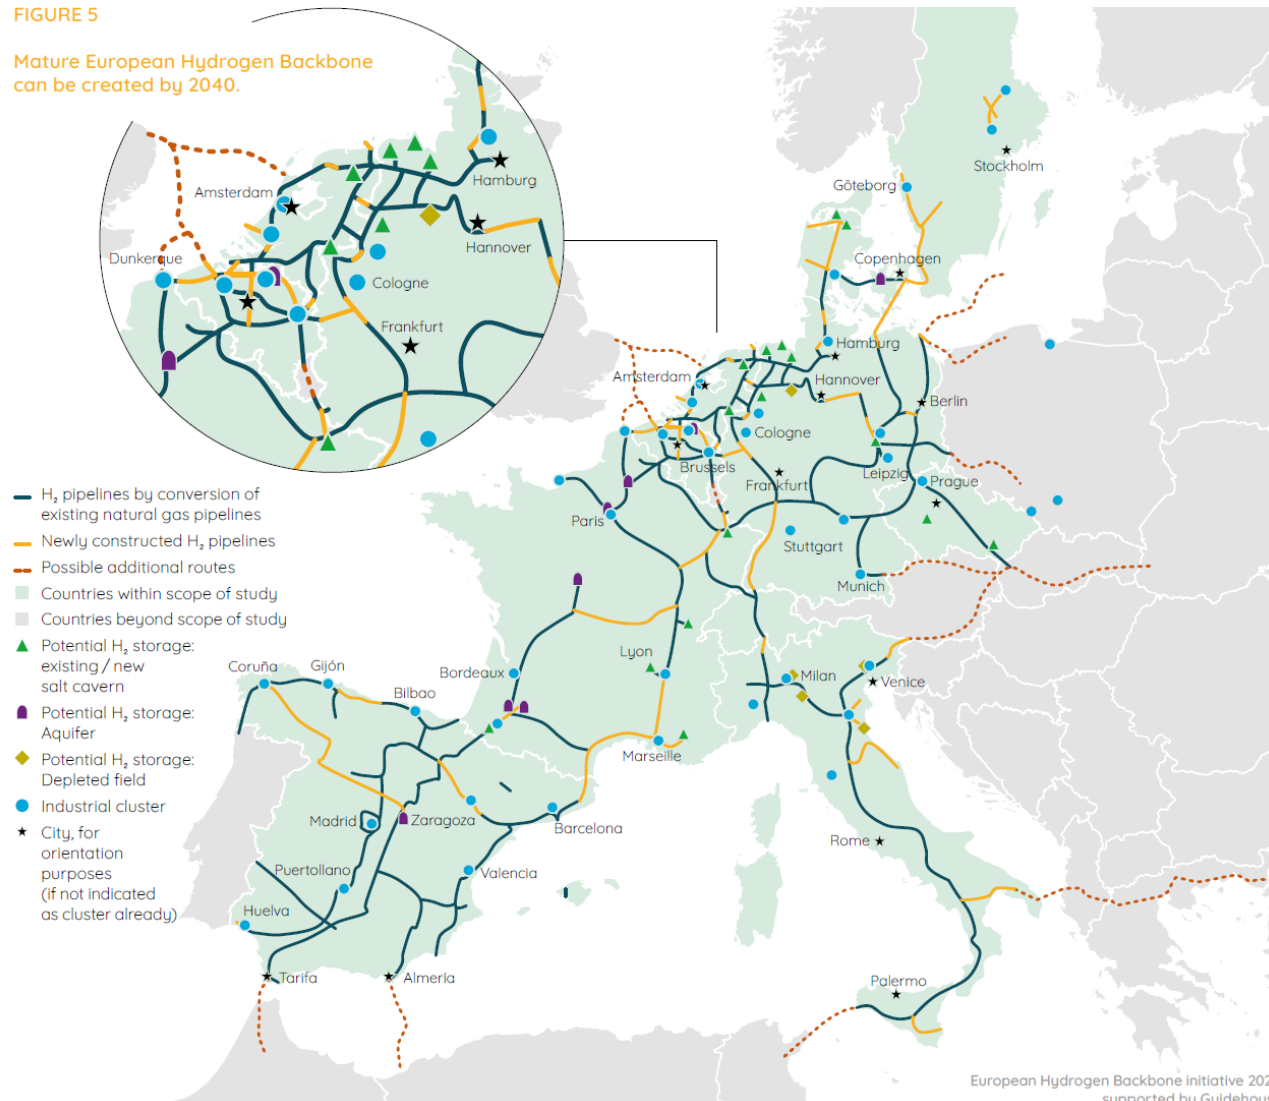 FIGURE 5
Mature European Hydrogen Backbone
can be created by 2040.
Amsterdam
Hamburg
Hannover
Dunkerque
Cologne
Frankfurt
H₂ pipelines by conversion of
existing natural gas pipelines
Newly constructed H₂ pipelines
Possible additional routes
Countries within scope of study
Countries beyond scope of study
Potential H₂ storage:
existing / new
salt cavern
Potential H₂ storage:
Aquifer
Potential H₂ storage:
Depleted field
Industrial cluster
City, for
orientation
purposes
(if not indicated
as cluster already)
Stockholm
Göteborg
Copenhagen
Hamburg
Amsterdam
Hannover
Berlin
Cologne
Brussels
Leipzig
Frankfurt
Prague
Paris
Stuttgart
Munich
Lyon
Bordeaux
Milan
Venice
Coruña
Gijón
Bilbao
Marseille
Madrid
Zaragoza
Barcelona
Rome
Puertollano
Valencia
Huelva
Tarifa
Almería
Palermo
European Hydrogen Backbone initiative 202
supported by